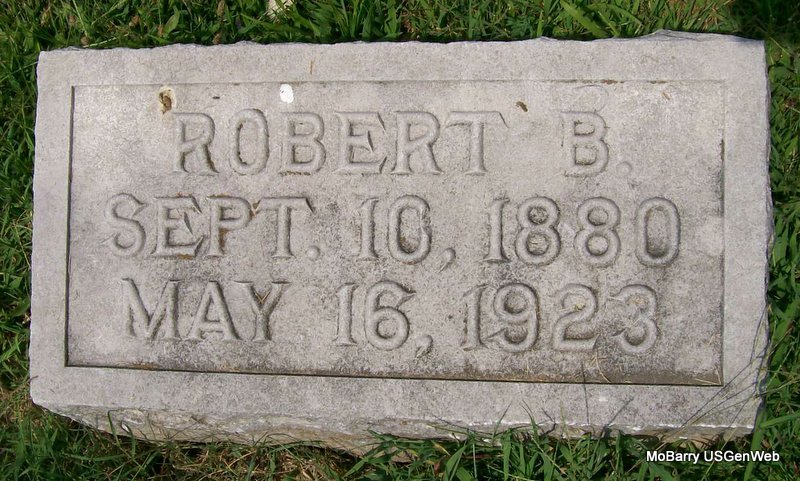 ROBERT B.
SEPT. 10, 1880
MAY 16, 1923
MoBarry USGenWeb